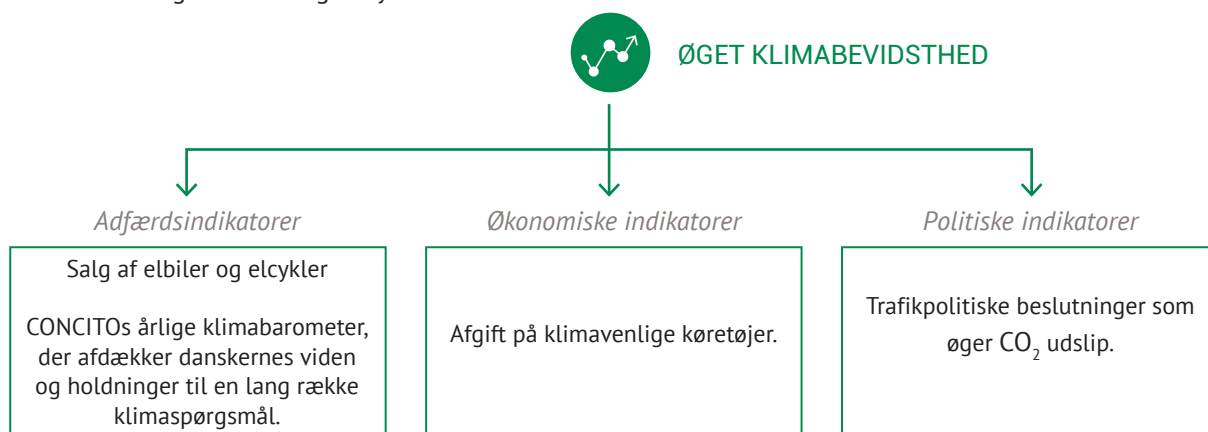 ØGET KLIMABEVIDSTHED
Adfærdsindikatorer
Salg af elbiler og elcykler
CONCITOs årlige klimabarometer,
der afdækker danskernes viden
og holdninger til en lang række
klimaspørgsmål.
Økonomiske indikatorer
Afgift på klimavenlige køretøjer.
Politiske indikatorer
Trafikpolitiske beslutninger som
øger CO₂ udslip.